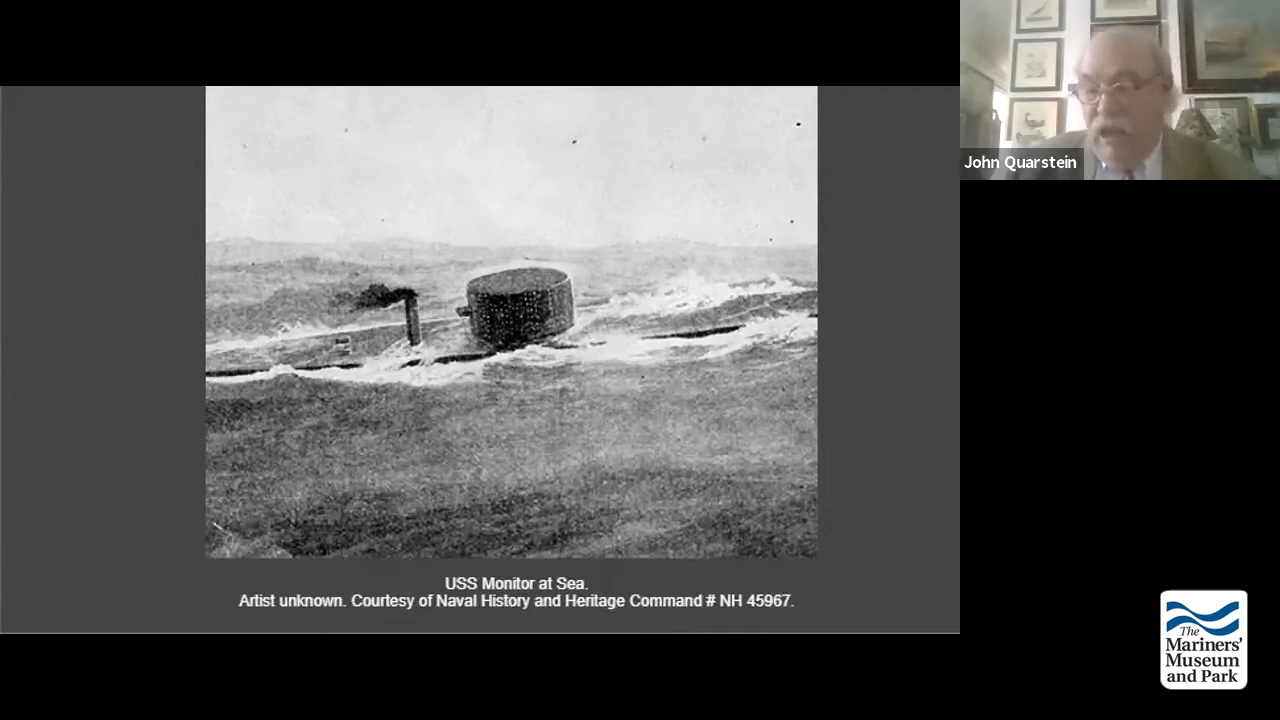 John Quarstein
USS Monitor at Sea.
Artist unknown. Courtesy of Naval History and Heritage Command # NH 45967.
The
Mariners'
Museum
and Park